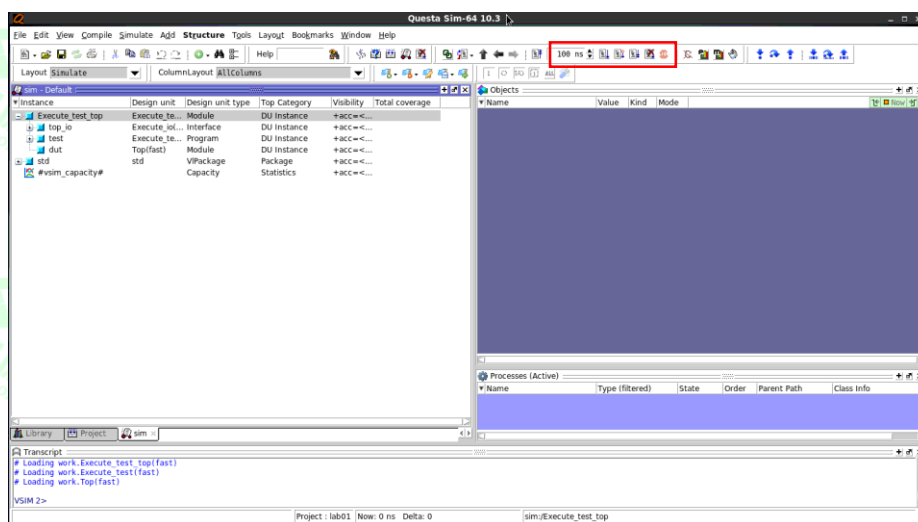 Questa Sim-64 10.3
File Edit View Compile Simulate Add Structure Tools Layout Bookmarks Window Help
Help 100 ns
Layout Simulate ColumnLayout AllColumns ALL
sim - Default
Instance Design unit Design unit type Top Category Visibility Total coverage
Execute_test_top Execute_te... Module DU Instance +acc=<...
top_io Execute_io(... Interface DU Instance +acc=<...
test Execute_te... Program DU Instance +acc=<...
dut Top(fast) Module DU Instance +acc=<...
std std VIPackage Package +acc=<...
#vsim_capacity# Capacity Statistics +acc=<...
Objects
Name Value Kind Mode Now
Processes (Active)
Name Type (filtered) State Order Parent Path Class Info
Library Project sim
Transcript
# Loading work.Execute_test_top(fast)
# Loading work.Execute_test(fast)
# Loading work.Top(fast)
VSIM 2>
Project : lab01 Now: 0 ns Delta: 0 sim:/Execute_test_top